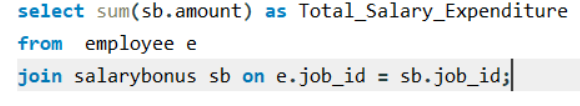 select sum(sb.amount) as Total_Salary_Expenditure
from  employee e
join salarybonus sb on e.job_id = sb.job_id;